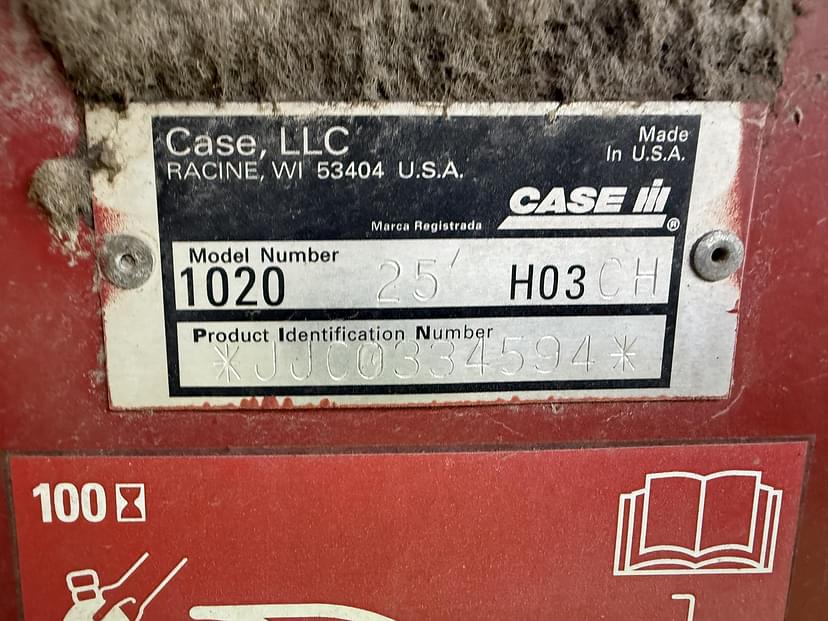 Case, LLC
RACINE, WI 53404 U.S.A.
Made
In U.S.A.
CASE IH
®
Marca Registrada
Model Number
1020 25' H03CH
Product Identification Number
*JJC0334594*
100